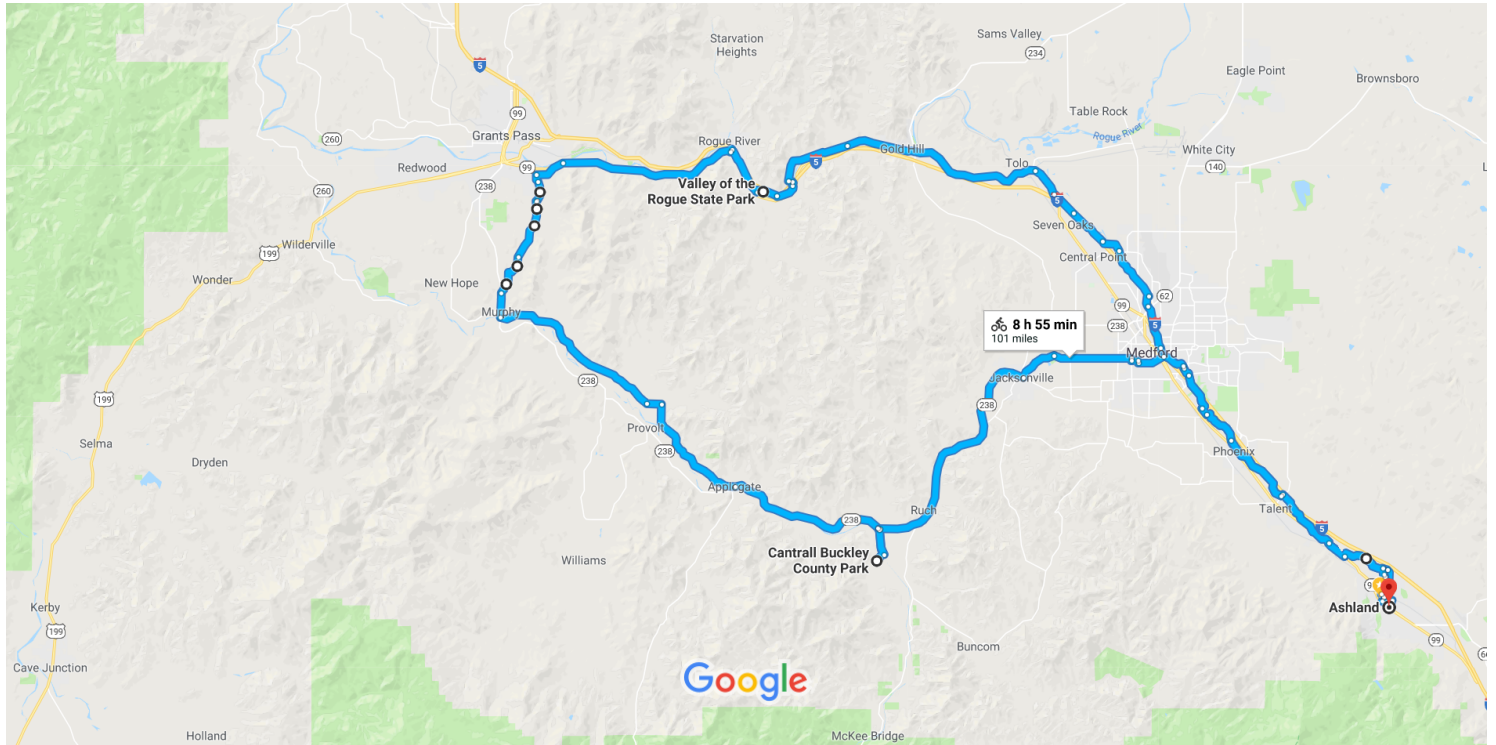 Sams Valley
Starvation
Heights
234
5
Eagle Point
Brownsboro
99
Table Rock
Rogue River
Grants Pass
260
Rogue River
Gold Hill
White City
5
Tolo
140
Redwood
99
238
Valley of the
Rogue State Park
260
5
Seven Oaks
Wilderville
199
Central Point
Wonder
New Hope
62
99
Murphy
238
5
8 h 55 min
101 miles
Medford
Jacksonville
238
199
238
Provolt
Selma
238
Phoenix
Dryden
Applegate
Talent
Ruch
238
5
Cantrall Buckley
County Park
Williams
Ashland
Kerby
199
99
Buncom
Cave Junction
Google
Holland
McKee Bridge